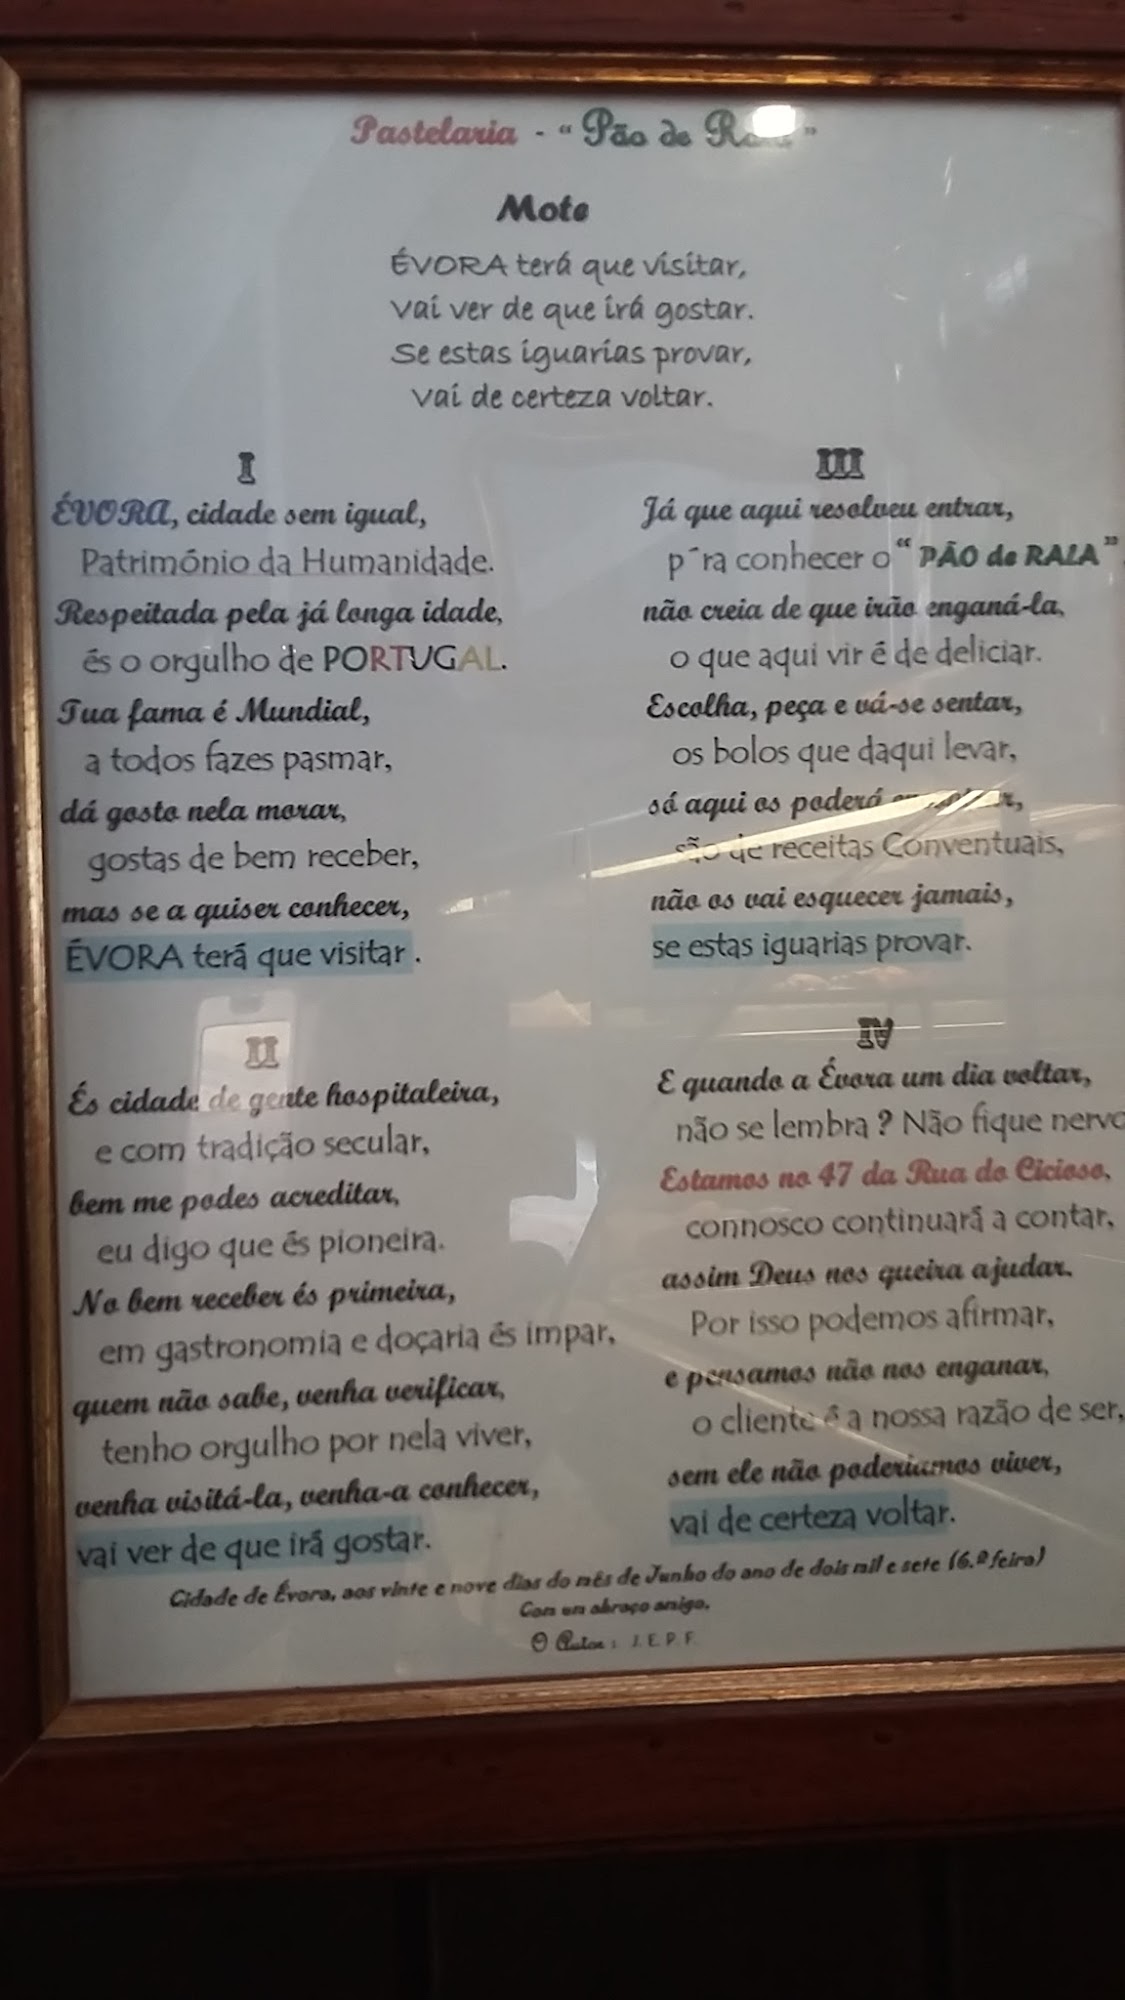 Pastelaria - " Pão de Rala "
Mote
ÉVORA terá que visitar,
vai ver de que irá gostar.
Se estas iguarias provar,
vai de certeza voltar.
I
ÉVORA, cidade sem igual,
Património da Humanidade.
Respeitada pela já longa idade,
és o orgulho de PORTUGAL.
Tua fama é Mundial,
a todos fazes pasmar,
dá gosto nela morar,
gostas de bem receber,
mas se a quiser conhecer,
ÉVORA terá que visitar .
II
És cidade de gente hospitaleira,
e com tradição secular,
bem me podes acreditar,
eu digo que és pioneira.
No bem receber és primeira,
em gastronomia e doçaria és impar,
quem não sabe, venha verificar,
tenho orgulho por nela viver,
venha visitá-la, venha-a conhecer,
vai ver de que irá gostar.
III
Já que aqui resolveu entrar,
p´ra conhecer o “ PÃO de RALA ”
não creia de que irão enganá-la,
o que aqui vir é de deliciar.
Escolha, peça e vá-se sentar,
os bolos que daqui levar,
só aqui os poderá
são de receitas Conventuais,
não os vai esquecer jamais,
se estas iguarias provar.
IV
E quando a Évora um dia voltar,
não se lembra ? Não fique
Estamos no 47 da Rua do Cicioso,
connosco continuará a contar,
assim Deus nos queira ajudar.
Por isso podemos afirmar,
e pensamos não nos enganar,
o cliente é a nossa razão de ser,
sem ele não poderiamos viver,
vai de certeza voltar.
Cidade de Évora, aos vinte e nove dias do mês de Junho do ano de dois mil e sete (6.ª feira)
Com um abraço amigo,
O Autor : J. E. P. F.